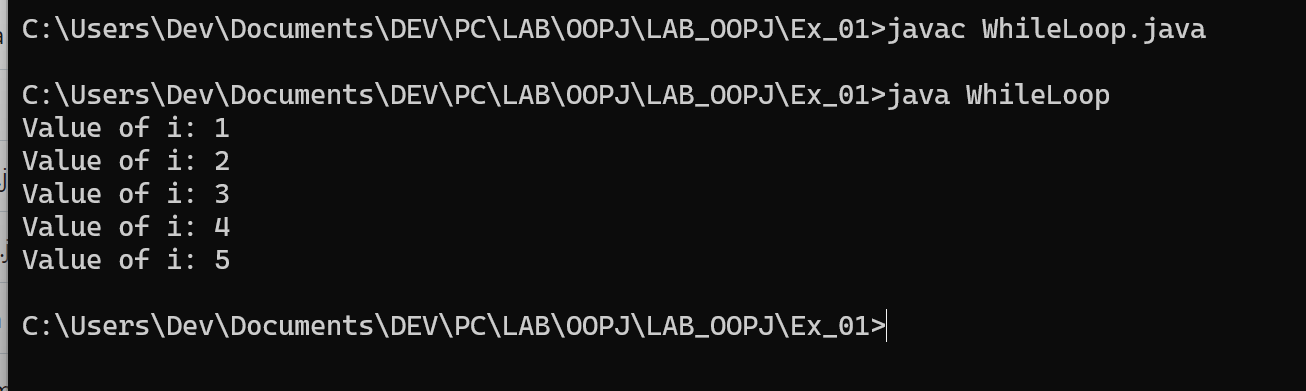 C:\Users\Dev\Documents\DEV\PC\LAB\OOPJ\LAB_OOPJ\Ex_01>javac WhileLoop.java
C:\Users\Dev\Documents\DEV\PC\LAB\OOPJ\LAB_OOPJ\Ex_01>java WhileLoop
Value of i: 1
Value of i: 2
Value of i: 3
Value of i: 4
Value of i: 5
C:\Users\Dev\Documents\DEV\PC\LAB\OOPJ\LAB_OOPJ\Ex_01>